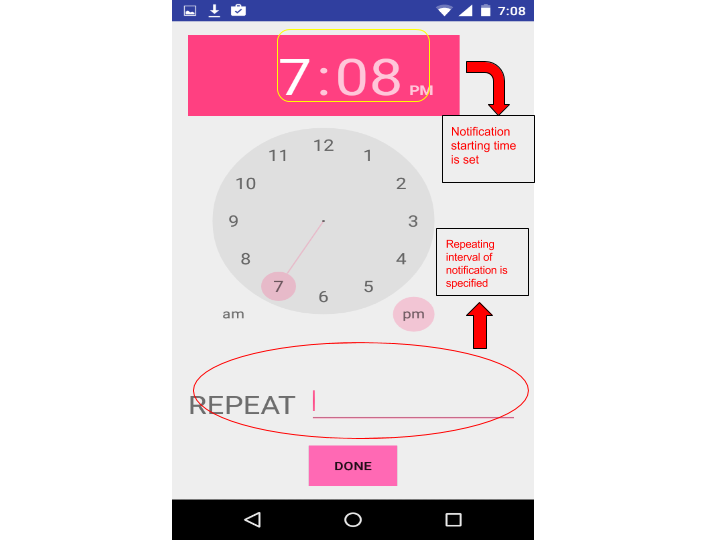 7:08
7:08 PM
Notification
starting time
is set
12
11 1
10 2
9 3
8 4
7 5
6
am pm
Repeating
interval of
notification is
specified
REPEAT
DONE